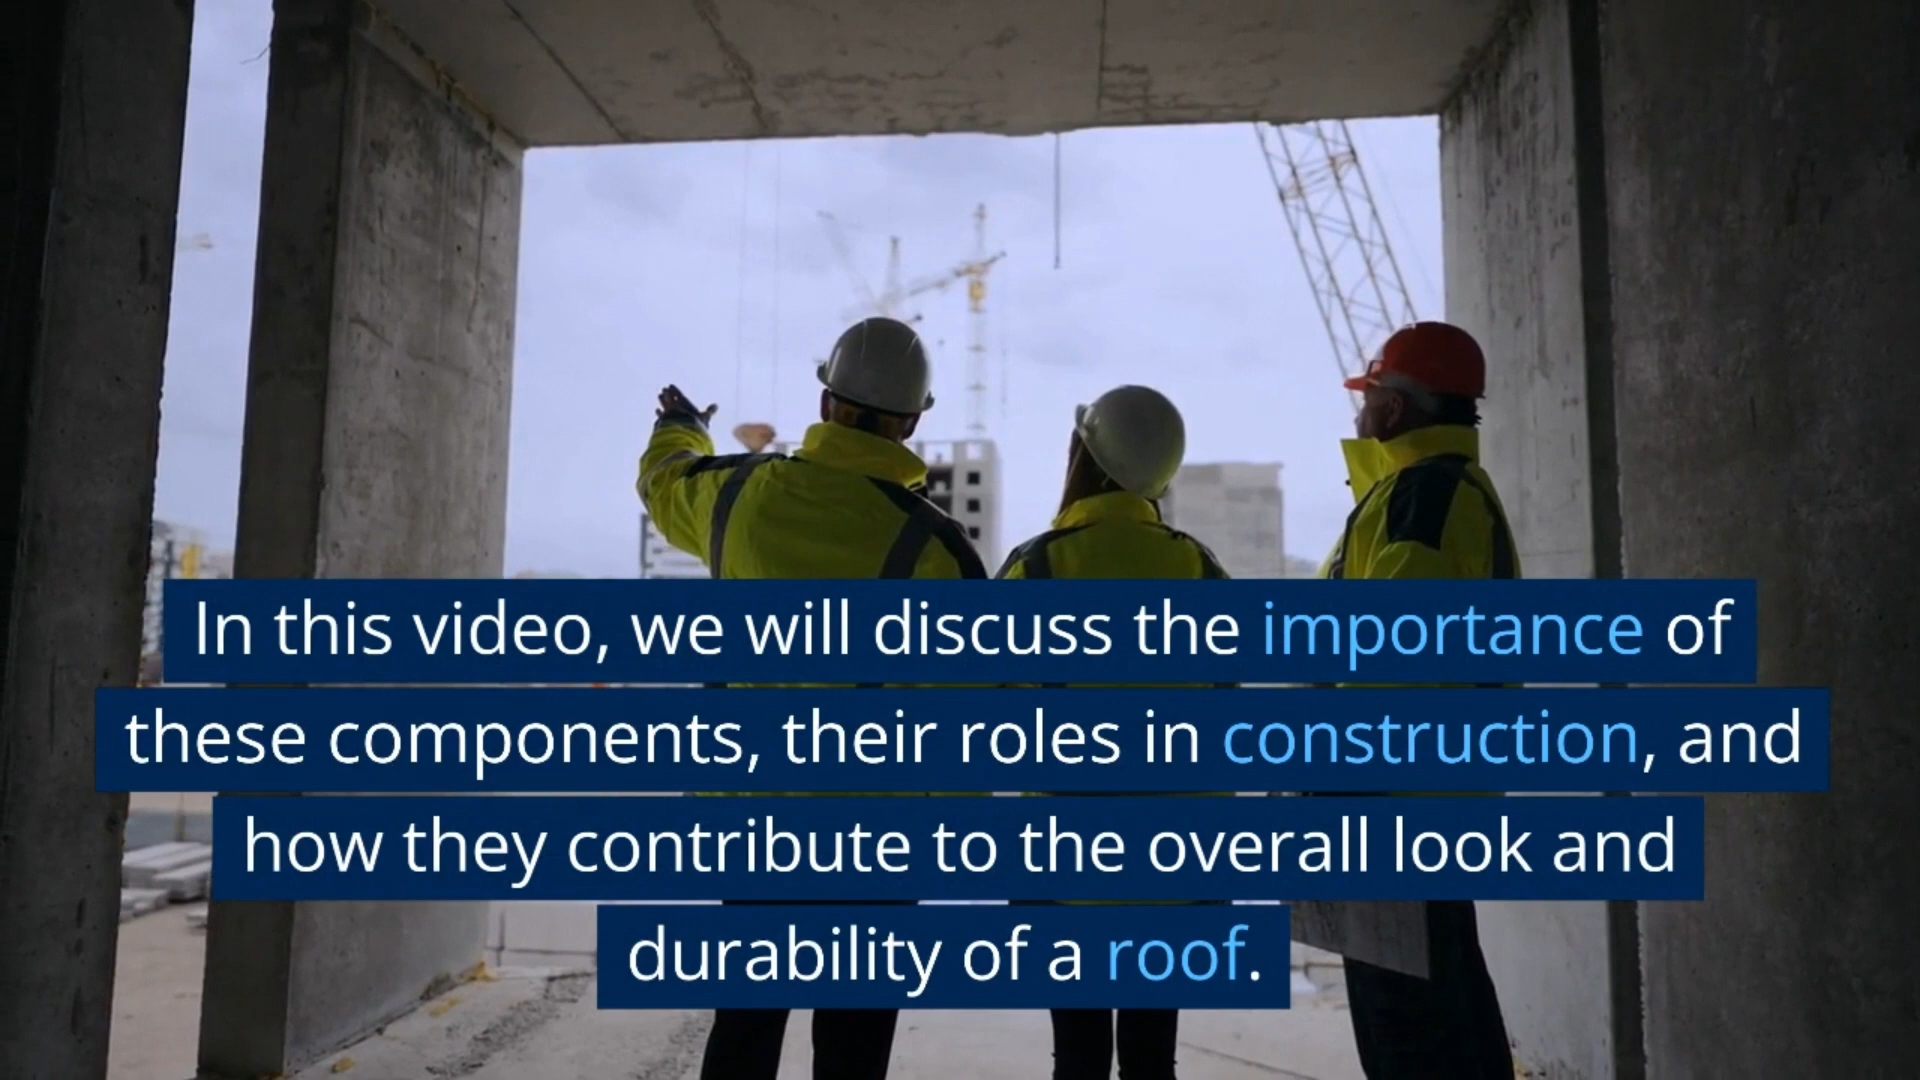 In this video, we will discuss the importance of
these components, their roles in construction, and
how they contribute to the overall look and
durability of a roof.